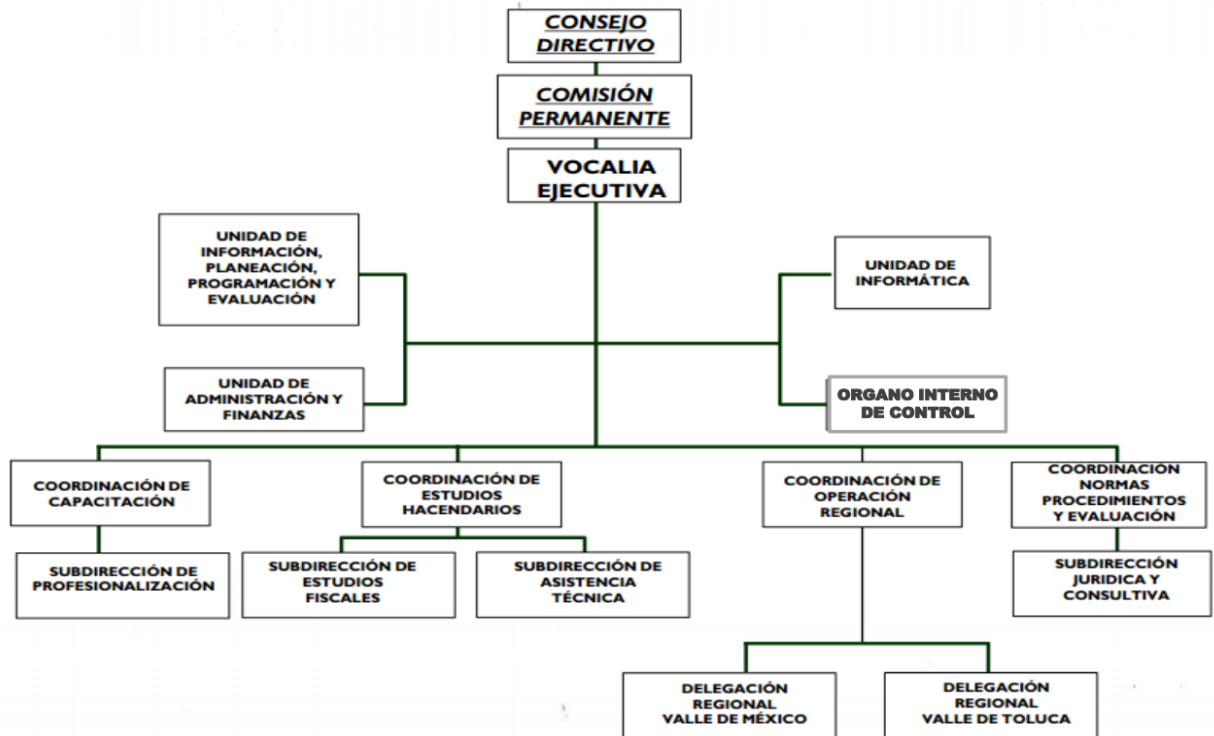 CONSEJO
DIRECTIVO
COMISIÓN
PERMANENTE
VOCALIA
EJECUTIVA
UNIDAD DE
INFORMACIÓN,
PLANEACIÓN,
PROGRAMACIÓN Y
EVALUACIÓN
UNIDAD DE
INFORMÁTICA
UNIDAD DE
ADMINISTRACIÓN Y
FINANZAS
ORGANO INTERNO
DE CONTROL
COORDINACIÓN DE
CAPACITACIÓN
COORDINACIÓN DE
ESTUDIOS
HACENDARIOS
COORDINACIÓN DE
OPERACIÓN
REGIONAL
COORDINACIÓN
NORMAS
PROCEDIMIENTOS
Y EVALUACIÓN
SUBDIRECCIÓN DE
PROFESIONALIZACIÓN
SUBDIRECCIÓN DE
ESTUDIOS
FISCALES
SUBDIRECCIÓN DE
ASISTENCIA
TÉCNICA
SUBDIRECCIÓN
JURIDICA Y
CONSULTIVA
DELEGACIÓN
REGIONAL
VALLE DE MÉXICO
DELEGACIÓN
REGIONAL
VALLE DE TOLUCA